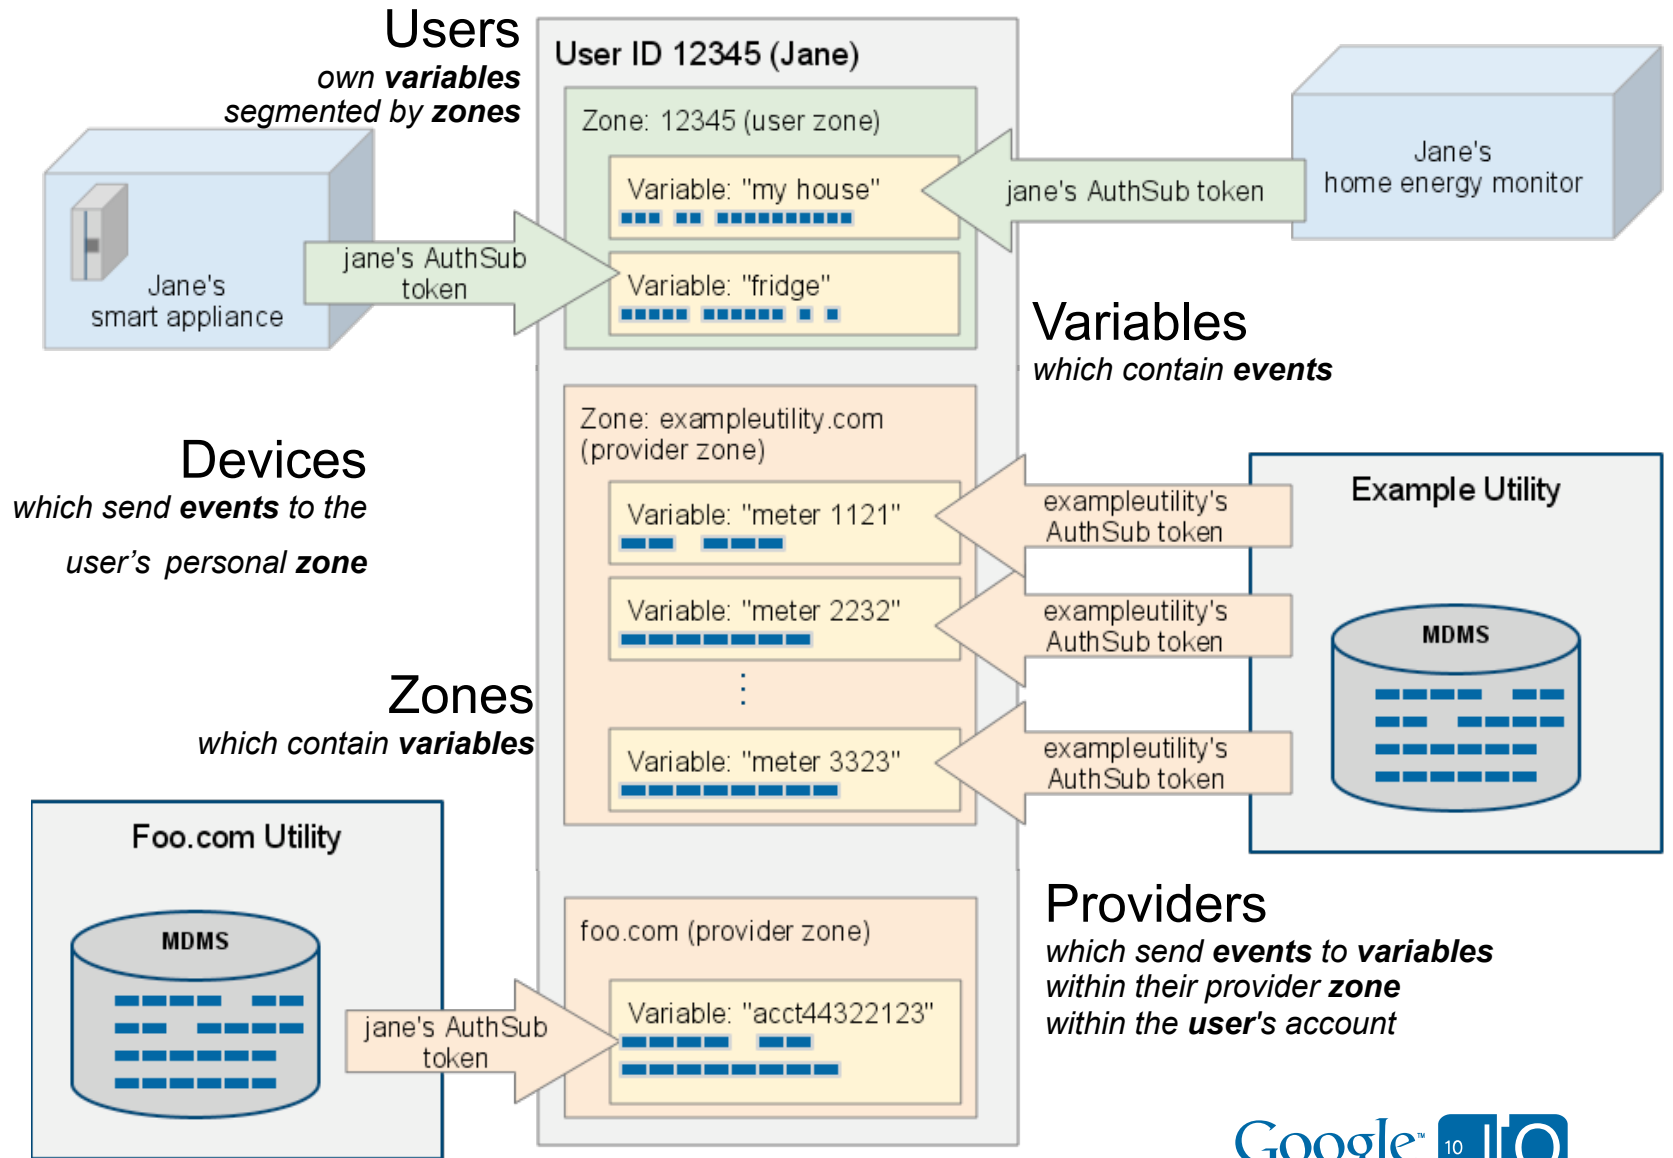 Users
own variables
segmented by zones
User ID 12345 (Jane)
Zone: 12345 (user zone)
Variable: "my house"
Variable: "fridge"
jane's AuthSub token
Jane's
home energy monitor
jane's AuthSub
token
Jane's
smart appliance
Variables
which contain events
Devices
which send events to the
user's personal zone
Zone: exampleutility.com
(provider zone)
Variable: "meter 1121"
Variable: "meter 2232"
Variable: "meter 3323"
exampleutility's
AuthSub token
exampleutility's
AuthSub token
exampleutility's
AuthSub token
Example Utility
MDMS
Zones
which contain variables
Foo.com Utility
MDMS
jane's AuthSub
token
foo.com (provider zone)
Variable: "acct44322123"
Providers
which send events to variables
within their provider zone
within the user's account
Google™ 10 IO